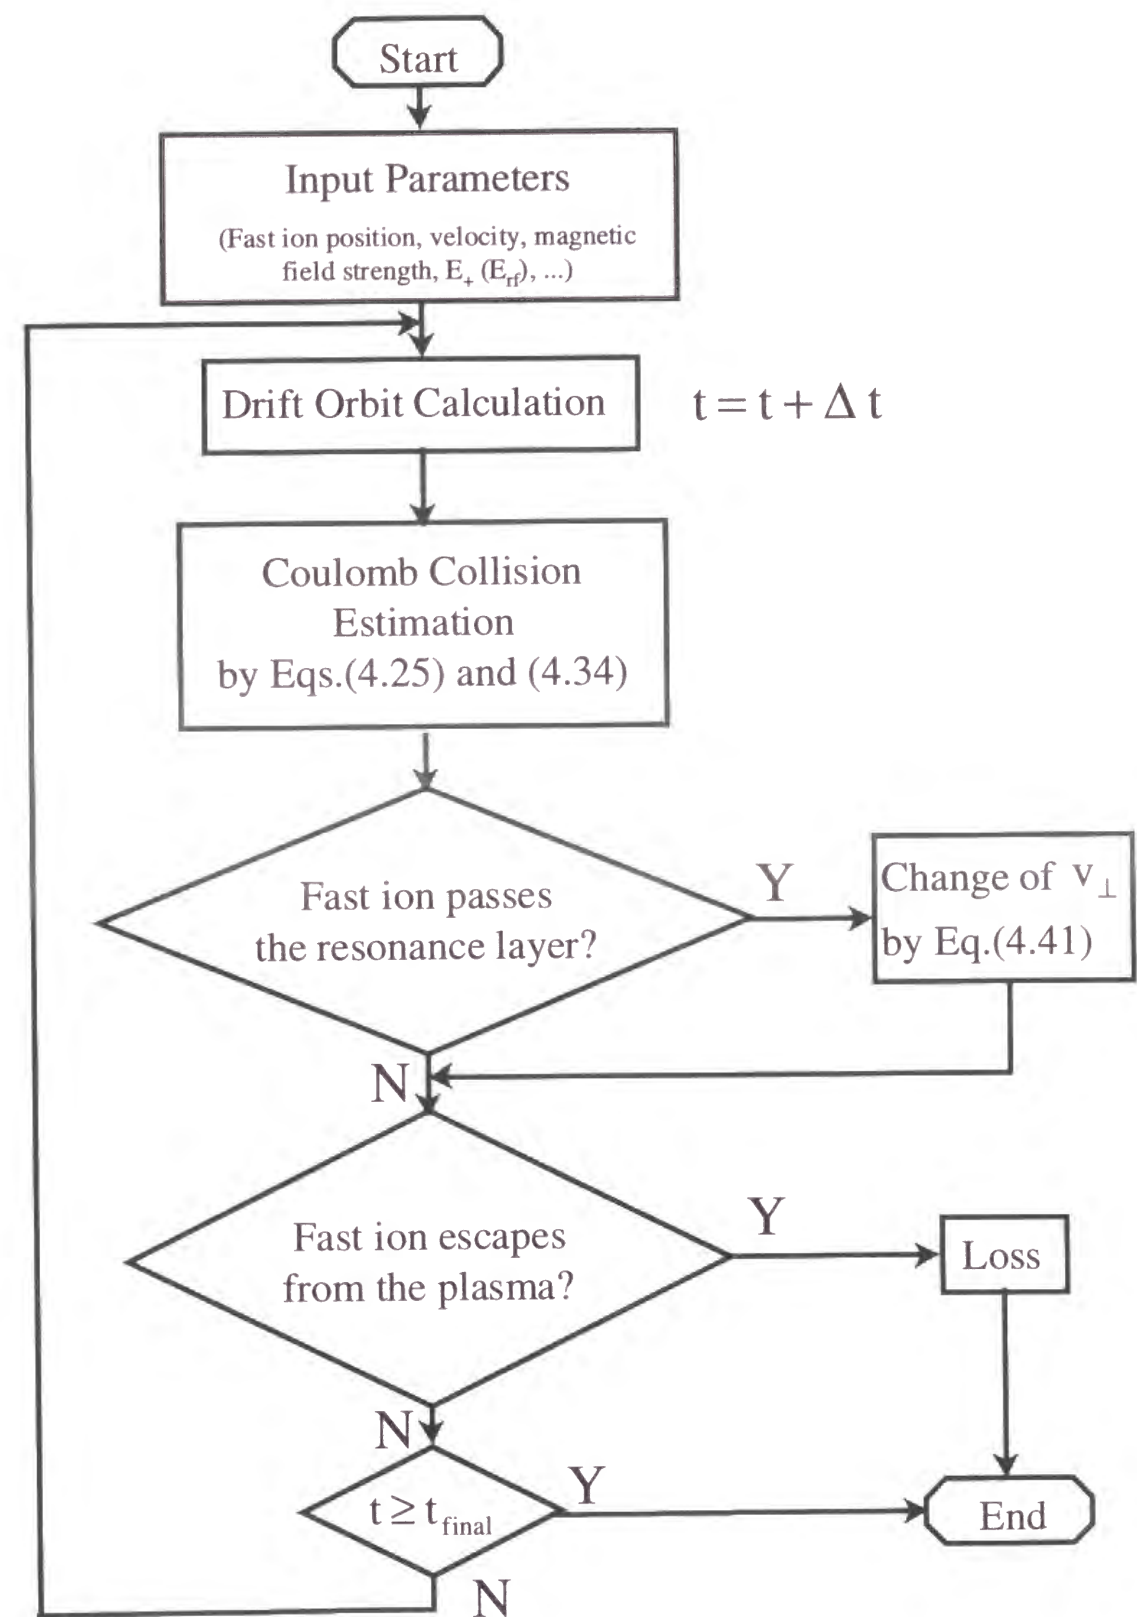 Start
Input Parameters
(Fast ion position, velocity, magnetic
field strength, E₊ (E_rf), ...)
Drift Orbit Calculation
t = t + Δ t
Coulomb Collision
Estimation
by Eqs.(4.25) and (4.34)
Fast ion passes
the resonance layer?
Y
Change of v⊥
by Eq.(4.41)
N
Fast ion escapes
from the plasma?
Y
Loss
N
t ≥ t_final
Y
End
N